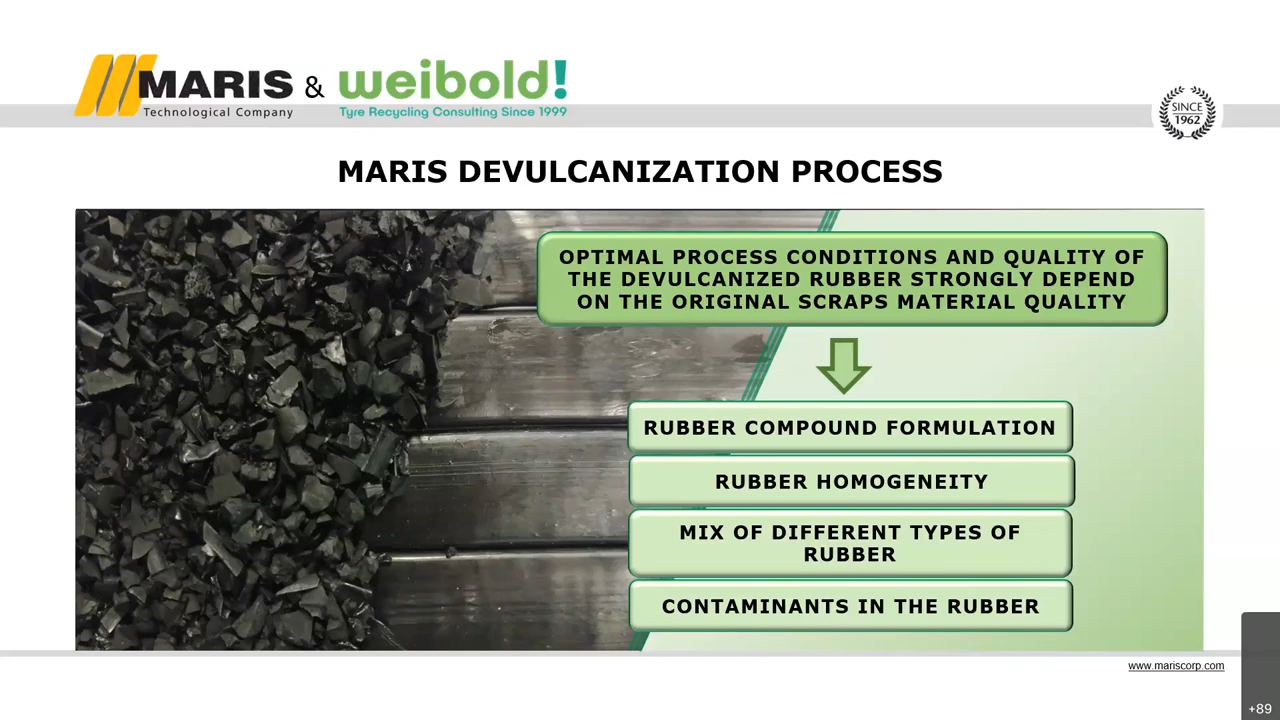 MARIS & weibold!
Technological Company
Tyre Recycling Consulting Since 1999
SINCE
1962
MARIS DEVULCANIZATION PROCESS
OPTIMAL PROCESS CONDITIONS AND QUALITY OF
THE DEVULCANIZED RUBBER STRONGLY DEPEND
ON THE ORIGINAL SCRAPS MATERIAL QUALITY
RUBBER COMPOUND FORMULATION
RUBBER HOMOGENEITY
MIX OF DIFFERENT TYPES OF
RUBBER
CONTAMINANTS IN THE RUBBER
www.mariscorp.com
+89